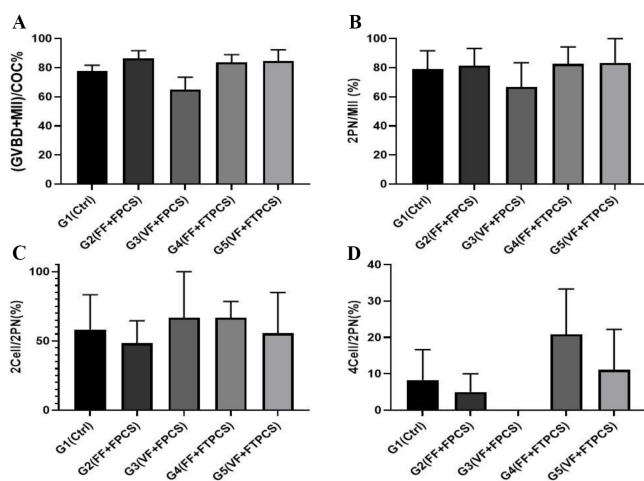 A
(GVBD+MII)/COC%
100
80
60
40
20
0
G1(Ctrl)
G2(FF+FPCS)
G3(VF+FPCS)
G4(FF+FTPCS)
G5(VF+FTPCS)
B
2PN/MII (%)
100
80
60
40
20
0
G1(Ctrl)
G2(FF+FPCS)
G3(VF+FPCS)
G4(FF+FTPCS)
G5(VF+FTPCS)
C
2Cell/2PN(%)
100
50
0
G1(Ctrl)
G2(FF+FPCS)
G3(VF+FPCS)
G4(FF+FTPCS)
G5(VF+FTPCS)
D
4Cell/2PN(%)
40
30
20
10
0
G1(Ctrl)
G2(FF+FPCS)
G3(VF+FPCS)
G4(FF+FTPCS)
G5(VF+FTPCS)